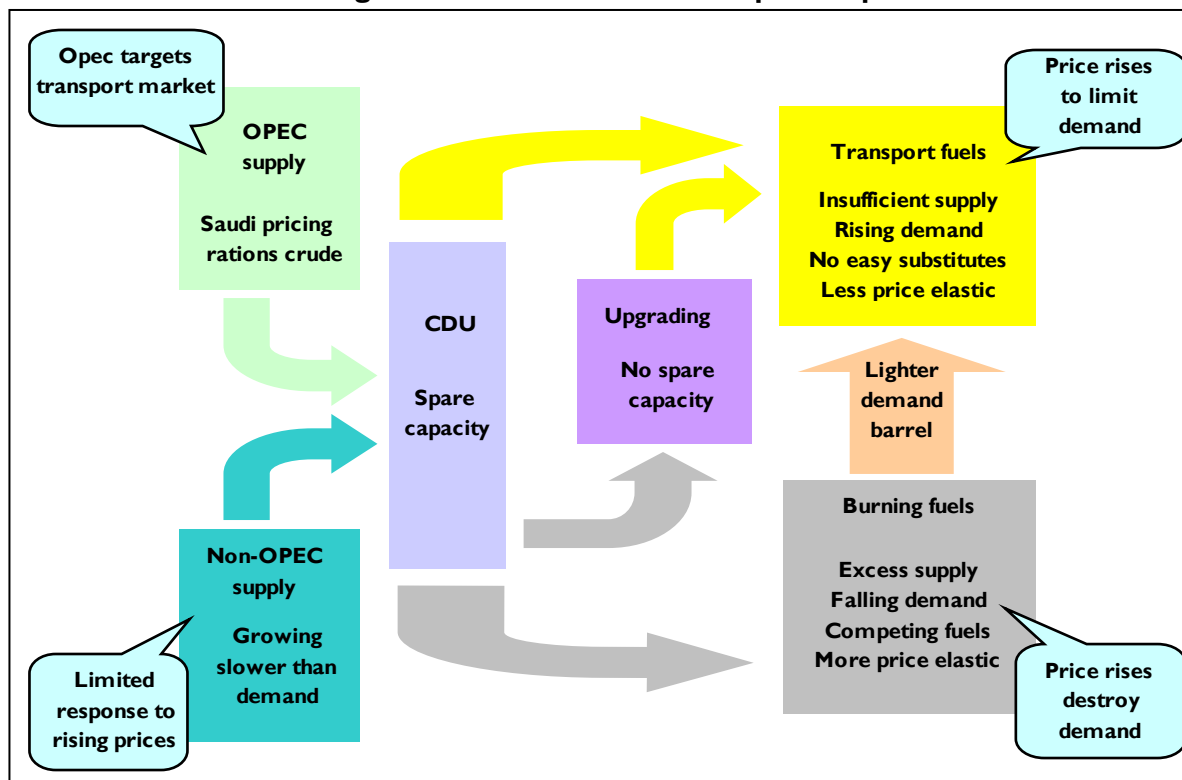 Opec targets
transport market
OPEC
supply
Saudi pricing
rations crude
Price rises
to limit
demand
Transport fuels
Insufficient supply
Rising demand
No easy substitutes
Less price elastic
CDU
Spare
capacity
Upgrading
No spare
capacity
Lighter
demand
barrel
Non-OPEC
supply
Growing
slower than
demand
Limited
response to
rising prices
Burning fuels
Excess supply
Falling demand
Competing fuels
More price elastic
Price rises
destroy
demand